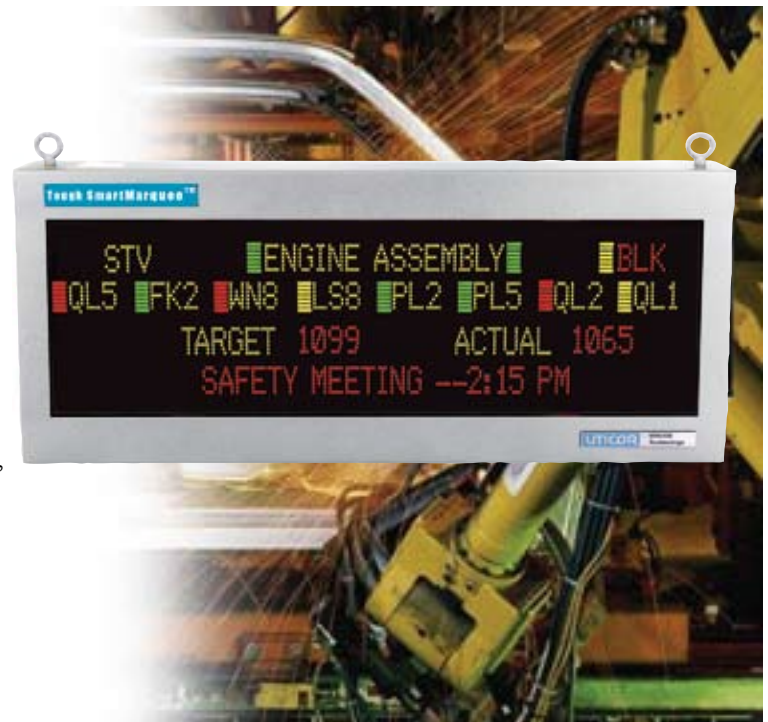 Tough SmartMarquee™
STV ENGINE ASSEMBLY BLK
QL5 FK2 WN8 LS8 PL2 PL5 QL2 QL1
TARGET 1099 ACTUAL 1065
SAFETY MEETING --2:15 PM
UTICOR
,